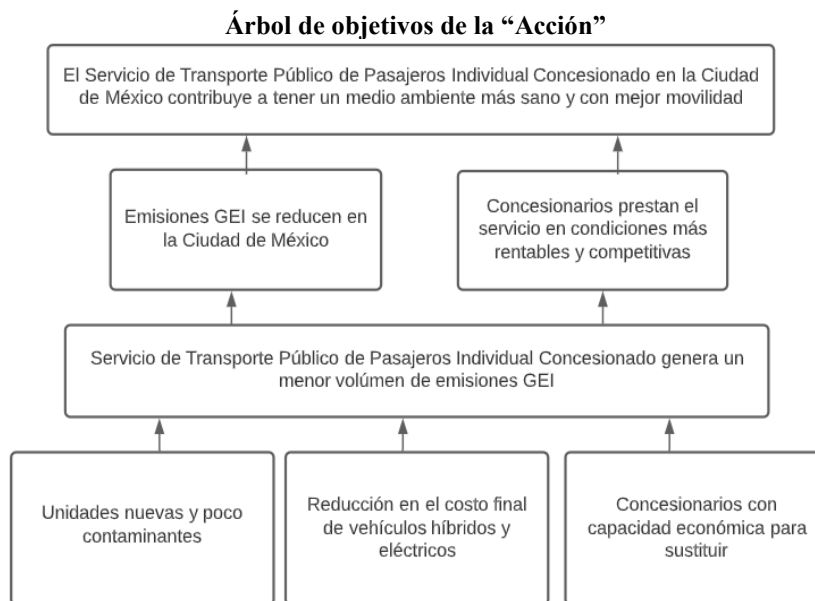 Árbol de objetivos de la “Acción”
El Servicio de Transporte Público de Pasajeros Individual Concesionado en la Ciudad
de México contribuye a tener un medio ambiente más sano y con mejor movilidad
Emisiones GEI se reducen en
la Ciudad de México
Concesionarios prestan el
servicio en condiciones más
rentables y competitivas
Servicio de Transporte Público de Pasajeros Individual Concesionado genera un
menor volúmen de emisiones GEI
Unidades nuevas y poco
contaminantes
Reducción en el costo final
de vehículos híbridos y
eléctricos
Concesionarios con
capacidad económica para
sustituir